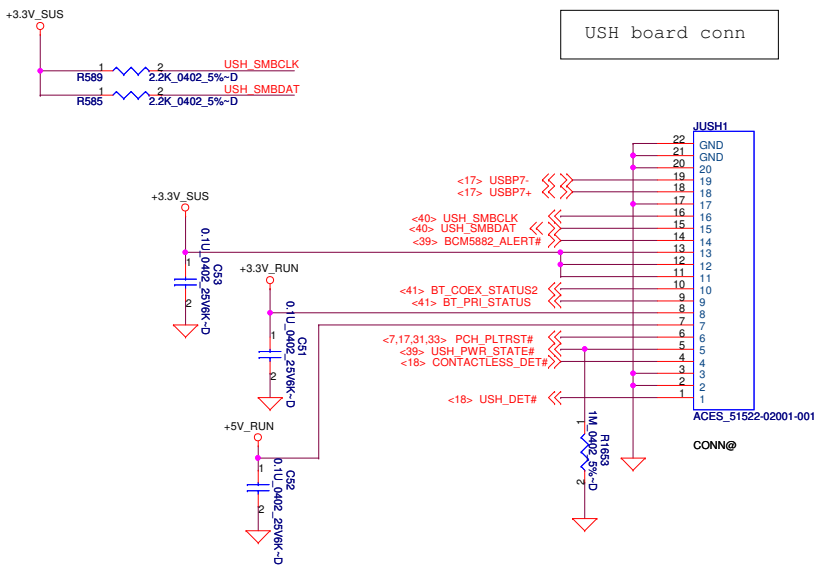 +3.3V_SUS
USH board conn
1 2 USH_SMBCLK
R589 2.2K_0402_5%~D
1 2 USH_SMBDAT
R585 2.2K_0402_5%~D
JUSH1
22 GND
21 GND
20 20
<17> USBP7- 19 19
<17> USBP7+ 18 18
17 17
<40> USH_SMBCLK 16 16
<40> USH_SMBDAT 15 15
<39> BCM5882_ALERT# 14 14
13 13
12 12
11 11
<41> BT_COEX_STATUS2 10 10
<41> BT_PRI_STATUS 9 9
8 8
7 7
<7,17,31,33> PCH_PLTRST# 6 6
<39> USH_PWR_STATE# 5 5
<18> CONTACTLESS_DET# 4 4
3 3
2 2
<18> USH_DET# 1 1
ACES_51522-02001-001
CONN@
+3.3V_SUS
1
2
C53
0.1U_0402_25V6K~D
+3.3V_RUN
1
2
C51
0.1U_0402_25V6K~D
+5V_RUN
1
2
C52
0.1U_0402_25V6K~D
1
2
R1653
1M_0402_5%~D